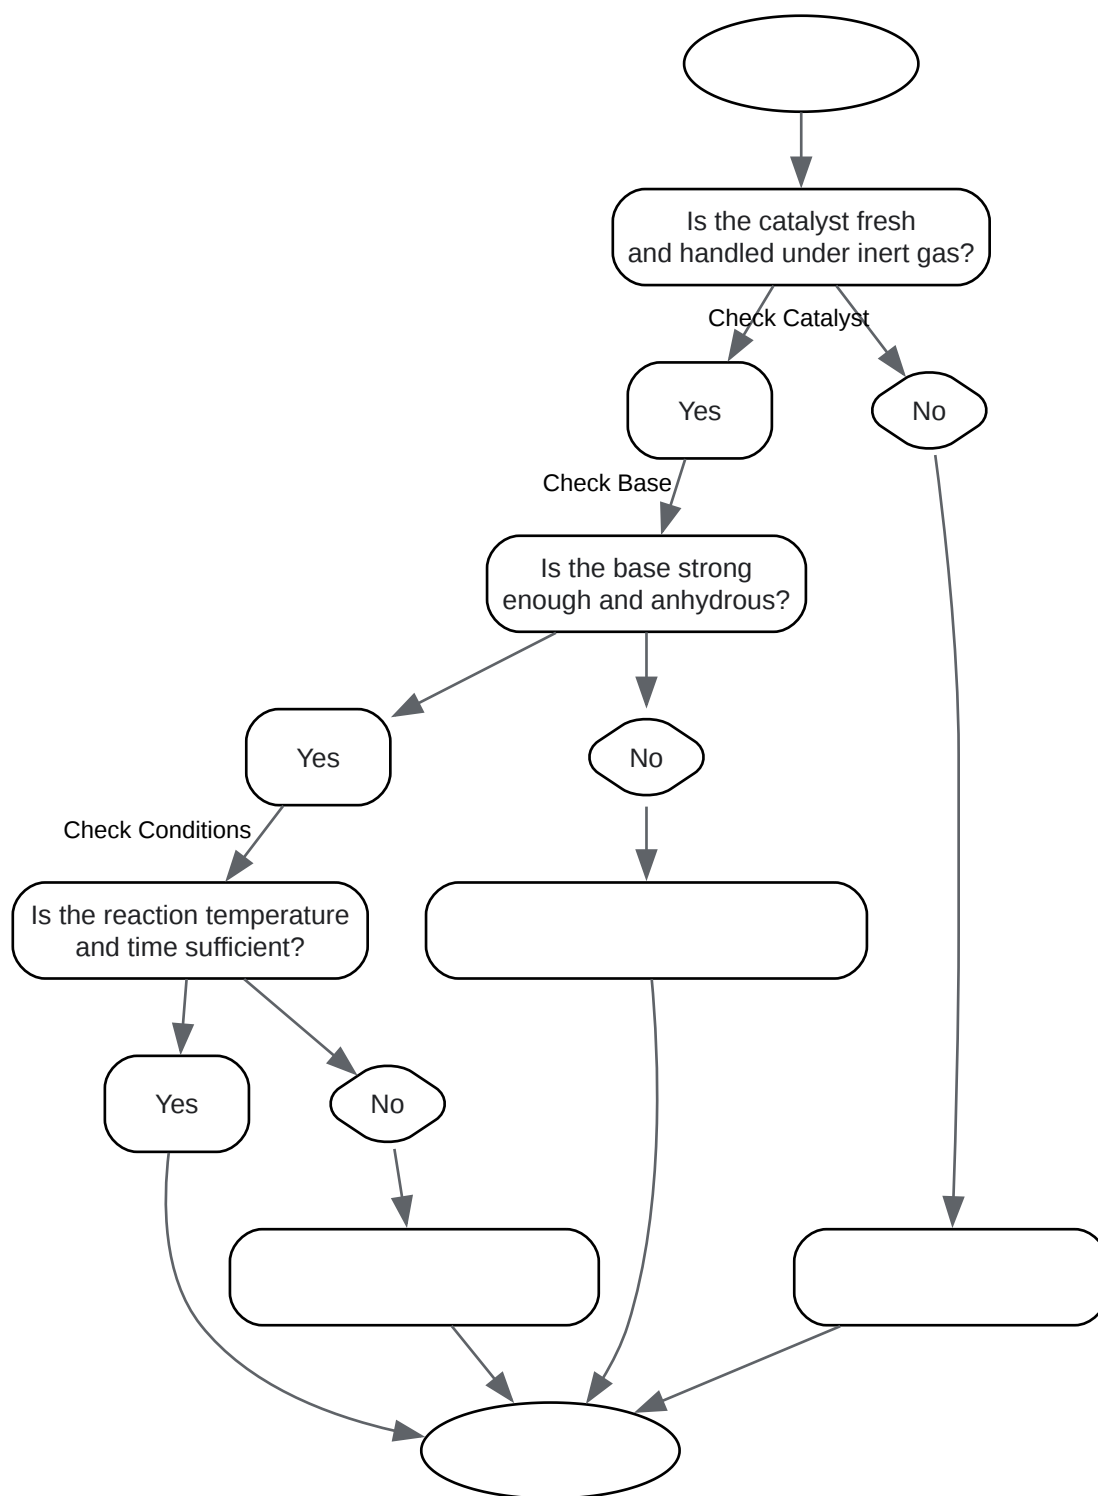 Is the catalyst fresh
and handled under inert gas?
Check Catalyst
Yes
No
Check Base
Is the base strong
enough and anhydrous?
Yes
No
Check Conditions
Is the reaction temperature
and time sufficient?
Yes
No